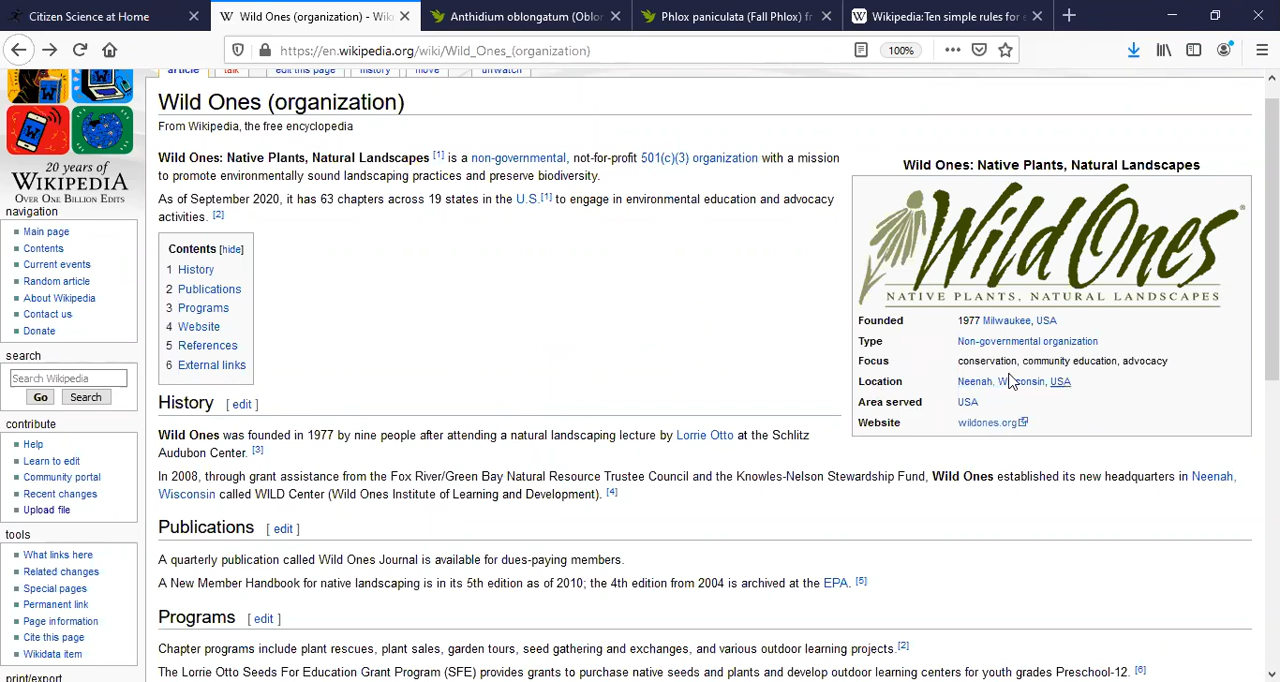 Citizen Science at Home
Wild Ones (organization) - Wiki
Anthidium oblongatum (Oblor
Phlox paniculata (Fall Phlox) fr
Wikipedia:Ten simple rules for e
https://en.wikipedia.org/wiki/Wild_Ones_(organization)
100%
article talk edit this page history move unwatch
20 years of
WIKIPEDIA
OVER ONE BILLION EDITS
navigation
Main page
Contents
Current events
Random article
About Wikipedia
Contact us
Donate
search
Search Wikipedia
Go Search
contribute
Help
Learn to edit
Community portal
Recent changes
Upload file
tools
What links here
Related changes
Special pages
Permanent link
Page information
Cite this page
Wikidata item
print/export
Wild Ones (organization)
From Wikipedia, the free encyclopedia
Wild Ones: Native Plants, Natural Landscapes [1] is a non-governmental, not-for-profit 501(c)(3) organization with a mission
to promote environmentally sound landscaping practices and preserve biodiversity.
As of September 2020, it has 63 chapters across 19 states in the U.S.[1] to engage in environmental education and advocacy
activities. [2]
Contents [hide]
1 History
2 Publications
3 Programs
4 Website
5 References
6 External links
Wild Ones: Native Plants, Natural Landscapes
Wild Ones®
NATIVE PLANTS, NATURAL LANDSCAPES
Founded 1977 Milwaukee, USA
Type Non-governmental organization
Focus conservation, community education, advocacy
Location Neenah, Wisconsin, USA
Area served USA
Website wildones.org
History [ edit ]
Wild Ones was founded in 1977 by nine people after attending a natural landscaping lecture by Lorrie Otto at the Schlitz
Audubon Center. [3]
In 2008, through grant assistance from the Fox River/Green Bay Natural Resource Trustee Council and the Knowles-Nelson Stewardship Fund, Wild Ones established its new headquarters in Neenah,
Wisconsin called WILD Center (Wild Ones Institute of Learning and Development). [4]
Publications [ edit ]
A quarterly publication called Wild Ones Journal is available for dues-paying members.
A New Member Handbook for native landscaping is in its 5th edition as of 2010; the 4th edition from 2004 is archived at the EPA. [5]
Programs [ edit ]
Chapter programs include plant rescues, plant sales, garden tours, seed gathering and exchanges, and various outdoor learning projects.[2]
The Lorrie Otto Seeds For Education Grant Program (SFE) provides grants to purchase native seeds and plants and develop outdoor learning centers for youth grades Preschool-12. [6]